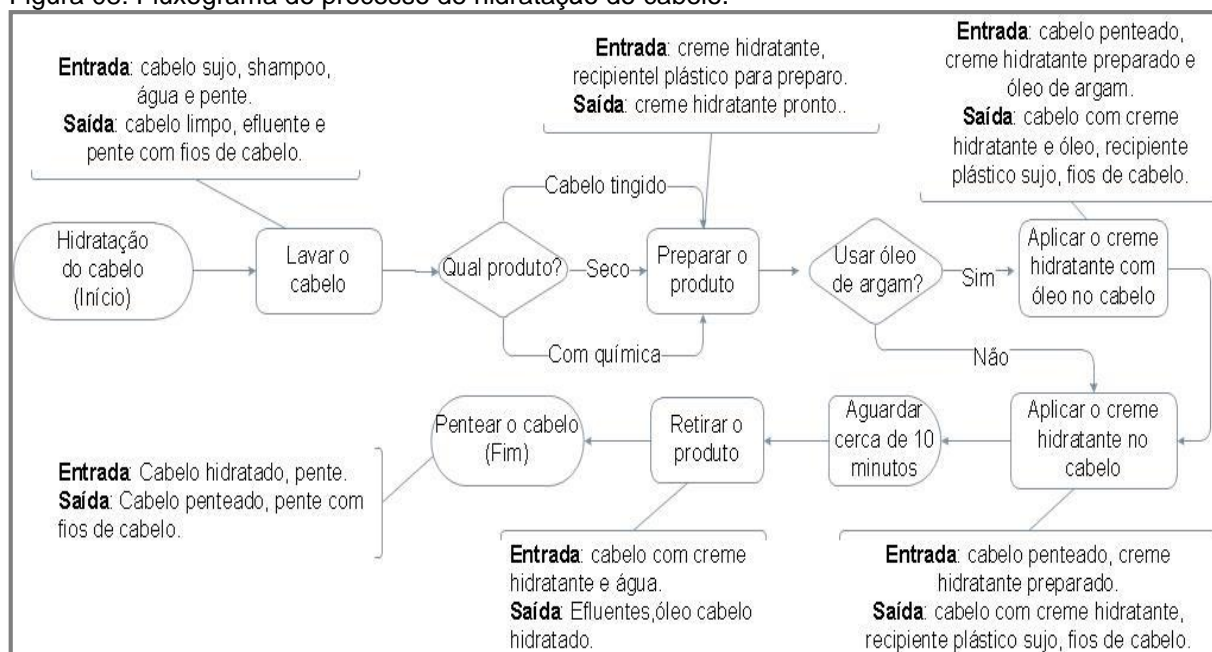 Figura 03: Fluxograma do processo de hidratação do cabelo.
Entrada: cabelo sujo, shampoo,
água e pente.
Saída: cabelo limpo, efluente e
pente com fios de cabelo.
Entrada: creme hidratante,
recipientel plástico para preparo.
Saída: creme hidratante pronto..
Entrada: cabelo penteado,
creme hidratante preparado e
óleo de argam.
Saída: cabelo com creme
hidratante e óleo, recipiente
plástico sujo, fios de cabelo.
Hidratação
do cabelo
(Início)
Lavar o
cabelo
Qual produto?
Cabelo tingido
Seco
Com química
Preparar o
produto
Usar óleo
de argam?
Sim
Não
Aplicar o creme
hidratante com
óleo no cabelo
Aplicar o creme
hidratante no
cabelo
Aguardar
cerca de 10
minutos
Retirar o
produto
Pentear o cabelo
(Fim)
Entrada: Cabelo hidratado, pente.
Saída: Cabelo penteado, pente com
fios de cabelo.
Entrada: cabelo com creme
hidratante e água.
Saída: Efluentes,óleo cabelo
hidratado.
Entrada: cabelo penteado, creme
hidratante preparado.
Saída: cabelo com creme hidratante,
recipiente plástico sujo, fios de cabelo.